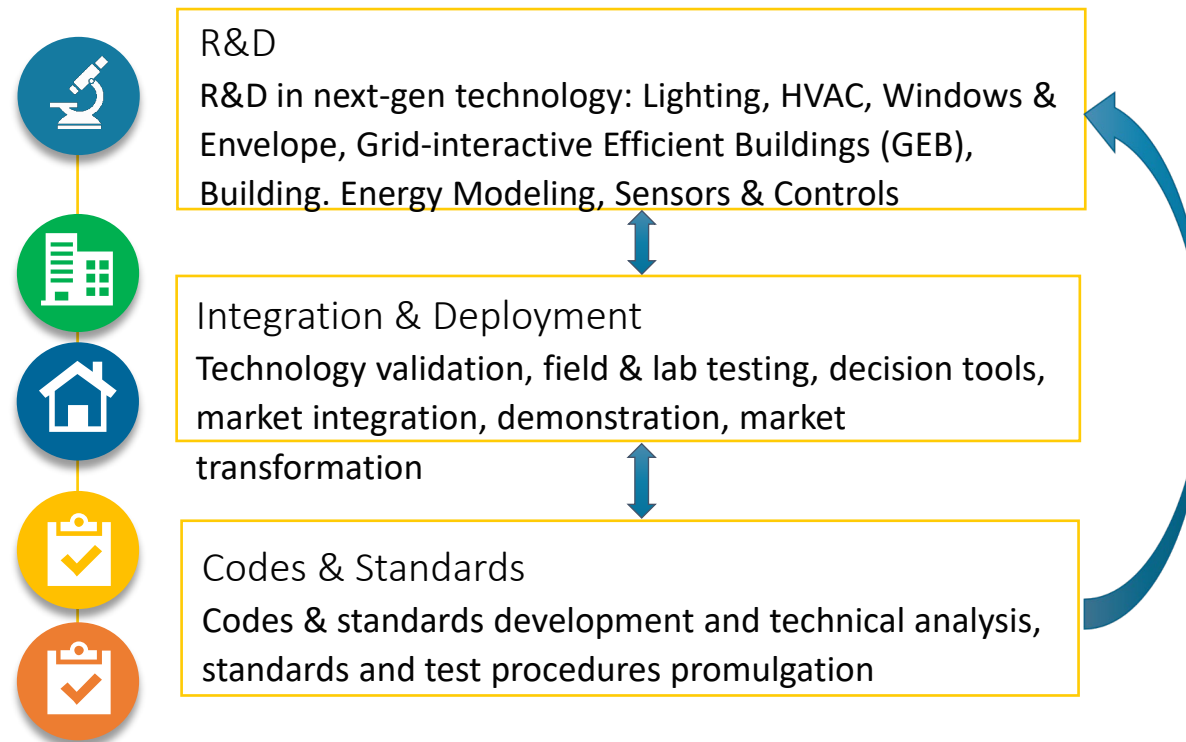 R&D
R&D in next-gen technology: Lighting, HVAC, Windows &
Envelope, Grid-interactive Efficient Buildings (GEB),
Building. Energy Modeling, Sensors & Controls
Integration & Deployment
Technology validation, field & lab testing, decision tools,
market integration, demonstration, market
transformation
Codes & Standards
Codes & standards development and technical analysis,
standards and test procedures promulgation